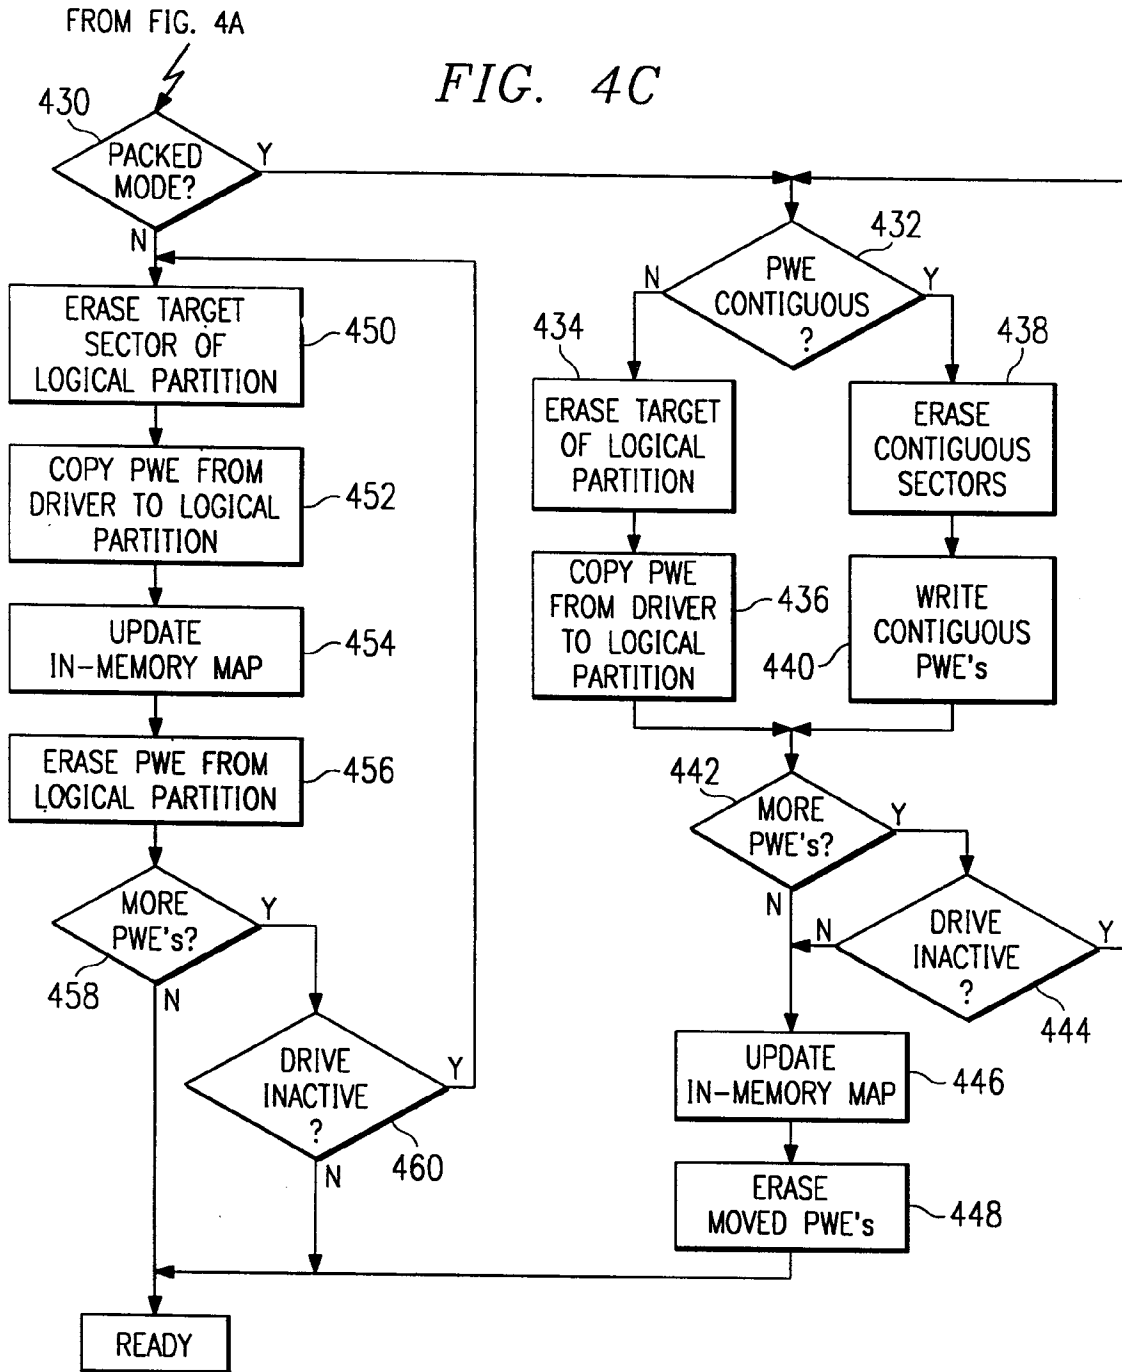 FROM FIG. 4A
FIG. 4C
430
PACKED
MODE?
Y
N
432
PWE
CONTIGUOUS
?
N
Y
ERASE TARGET
SECTOR OF
LOGICAL PARTITION
450
434
ERASE TARGET
OF LOGICAL
PARTITION
438
ERASE
CONTIGUOUS
SECTORS
COPY PWE FROM
DRIVER TO LOGICAL
PARTITION
452
COPY PWE
FROM DRIVER
TO LOGICAL
PARTITION
436
WRITE
CONTIGUOUS
PWE's
440
UPDATE
IN-MEMORY MAP
454
ERASE PWE FROM
LOGICAL PARTITION
456
442
MORE
PWE's?
Y
N
MORE
PWE's?
Y
458
N
DRIVE
INACTIVE
?
N
Y
444
DRIVE
INACTIVE
?
Y
460
N
UPDATE
IN-MEMORY MAP
446
ERASE
MOVED PWE's
448
READY